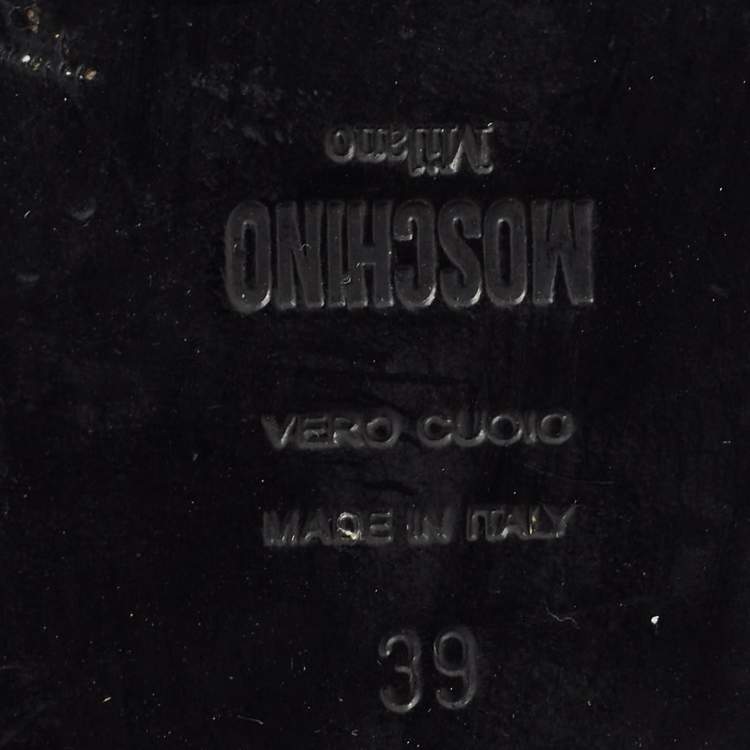 Milano
MOSCHINO
VERO CUOIO
MADE IN ITALY
39